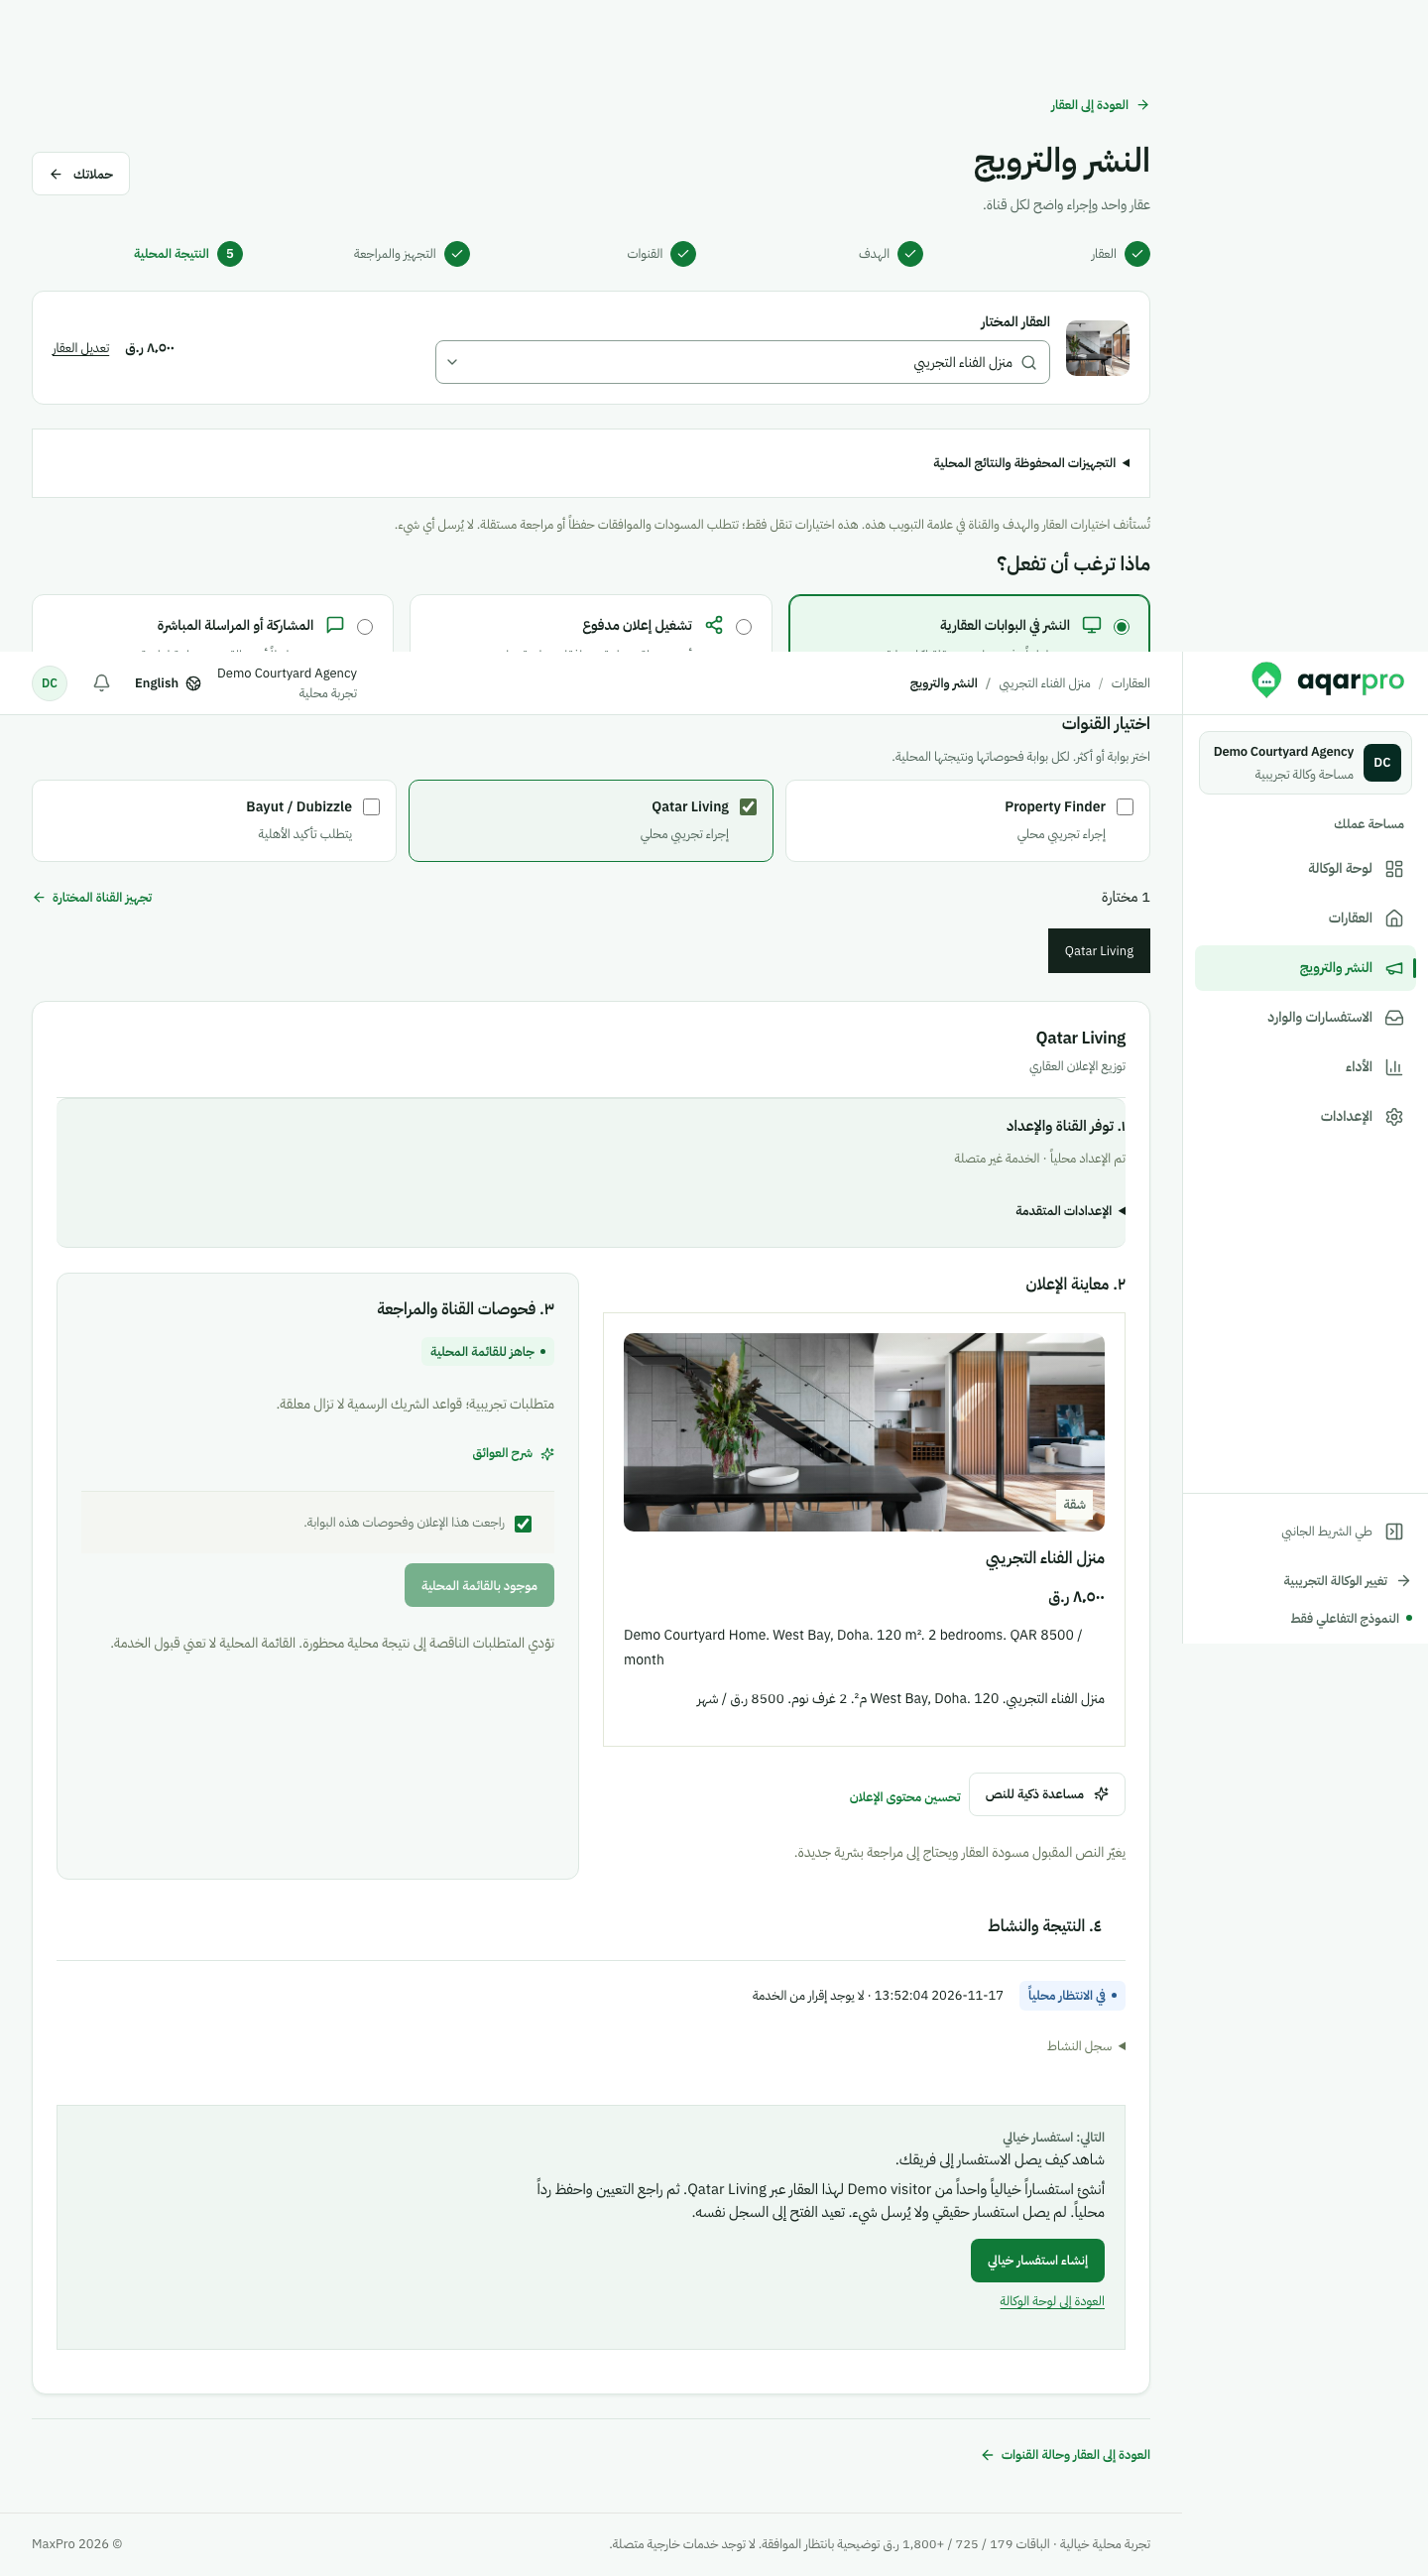 العودة إلى العقار
النشر والترويج
عقار واحد وإجراء واضح لكل قناة.
حملاتك
العقار
الهدف
القنوات
التجهيز والمراجعة
5 النتيجة المحلية
العقار المختار
منزل الفناء التجريبي
٨٬٥٠٠ ر.ق
تعديل العقار
التجهيزات المحفوظة والنتائج المحلية
تُستأنف اختيارات العقار والهدف والقناة في علامة التبويب هذه. هذه اختيارات تنقل فقط؛ تتطلب المسودات والموافقات حفظاً أو مراجعة مستقلة. لا يُرسل أي شيء.
ماذا ترغب أن تفعل؟
النشر في البوابات العقارية
تشغيل إعلان مدفوع
المشاركة أو المراسلة المباشرة
aqarpro
العقارات / منزل الفناء التجريبي / النشر والترويج
Demo Courtyard Agency
تجربة محلية
English
DC
DC
Demo Courtyard Agency
مساحة وكالة تجريبية
مساحة عملك
لوحة الوكالة
العقارات
النشر والترويج
الاستفسارات والوارد
الأداء
الإعدادات
طي الشريط الجانبي
تغيير الوكالة التجريبية
النموذج التفاعلي فقط
اختيار القنوات
اختر بوابة أو أكثر. لكل بوابة فحوصاتها ونتيجتها المحلية.
Property Finder
إجراء تجريبي محلي
Qatar Living
إجراء تجريبي محلي
Bayut / Dubizzle
يتطلب تأكيد الأهلية
1 مختارة
تجهيز القناة المختارة
Qatar Living
Qatar Living
توزيع الإعلان العقاري
١. توفر القناة والإعداد
تم الإعداد محلياً · الخدمة غير متصلة
الإعدادات المتقدمة
٢. معاينة الإعلان
شقة
منزل الفناء التجريبي
٨٬٥٠٠ ر.ق
Demo Courtyard Home. West Bay, Doha. 120 m². 2 bedrooms. QAR 8500 /
month
منزل الفناء التجريبي. West Bay, Doha. 120 م². 2 غرف نوم. 8500 ر.ق / شهر
مساعدة ذكية للنص
تحسين محتوى الإعلان
يغيّر النص المقبول مسودة العقار ويحتاج إلى مراجعة بشرية جديدة.
٣. فحوصات القناة والمراجعة
جاهز للقائمة المحلية
متطلبات تجريبية؛ قواعد الشريك الرسمية لا تزال معلقة.
شرح العوائق
راجعت هذا الإعلان وفحوصات هذه البوابة.
موجود بالقائمة المحلية
تؤدي المتطلبات الناقصة إلى نتيجة محلية محظورة. القائمة المحلية لا تعني قبول الخدمة.
٤. النتيجة والنشاط
في الانتظار محلياً
2026-11-17 13:52:04 · لا يوجد إقرار من الخدمة
سجل النشاط
التالي: استفسار خيالي
شاهد كيف يصل الاستفسار إلى فريقك.
أنشئ استفساراً خيالياً واحداً من Demo visitor لهذا العقار عبر Qatar Living. ثم راجع التعيين واحفظ رداً
محلياً. لم يصل استفسار حقيقي ولا يُرسل شيء. تعيد الفتح إلى السجل نفسه.
إنشاء استفسار خيالي
العودة إلى لوحة الوكالة
العودة إلى العقار وحالة القنوات
تجربة محلية خيالية · الباقات 179 / 725 / +1,800 ر.ق توضيحية بانتظار الموافقة. لا توجد خدمات خارجية متصلة.
© 2026 MaxPro